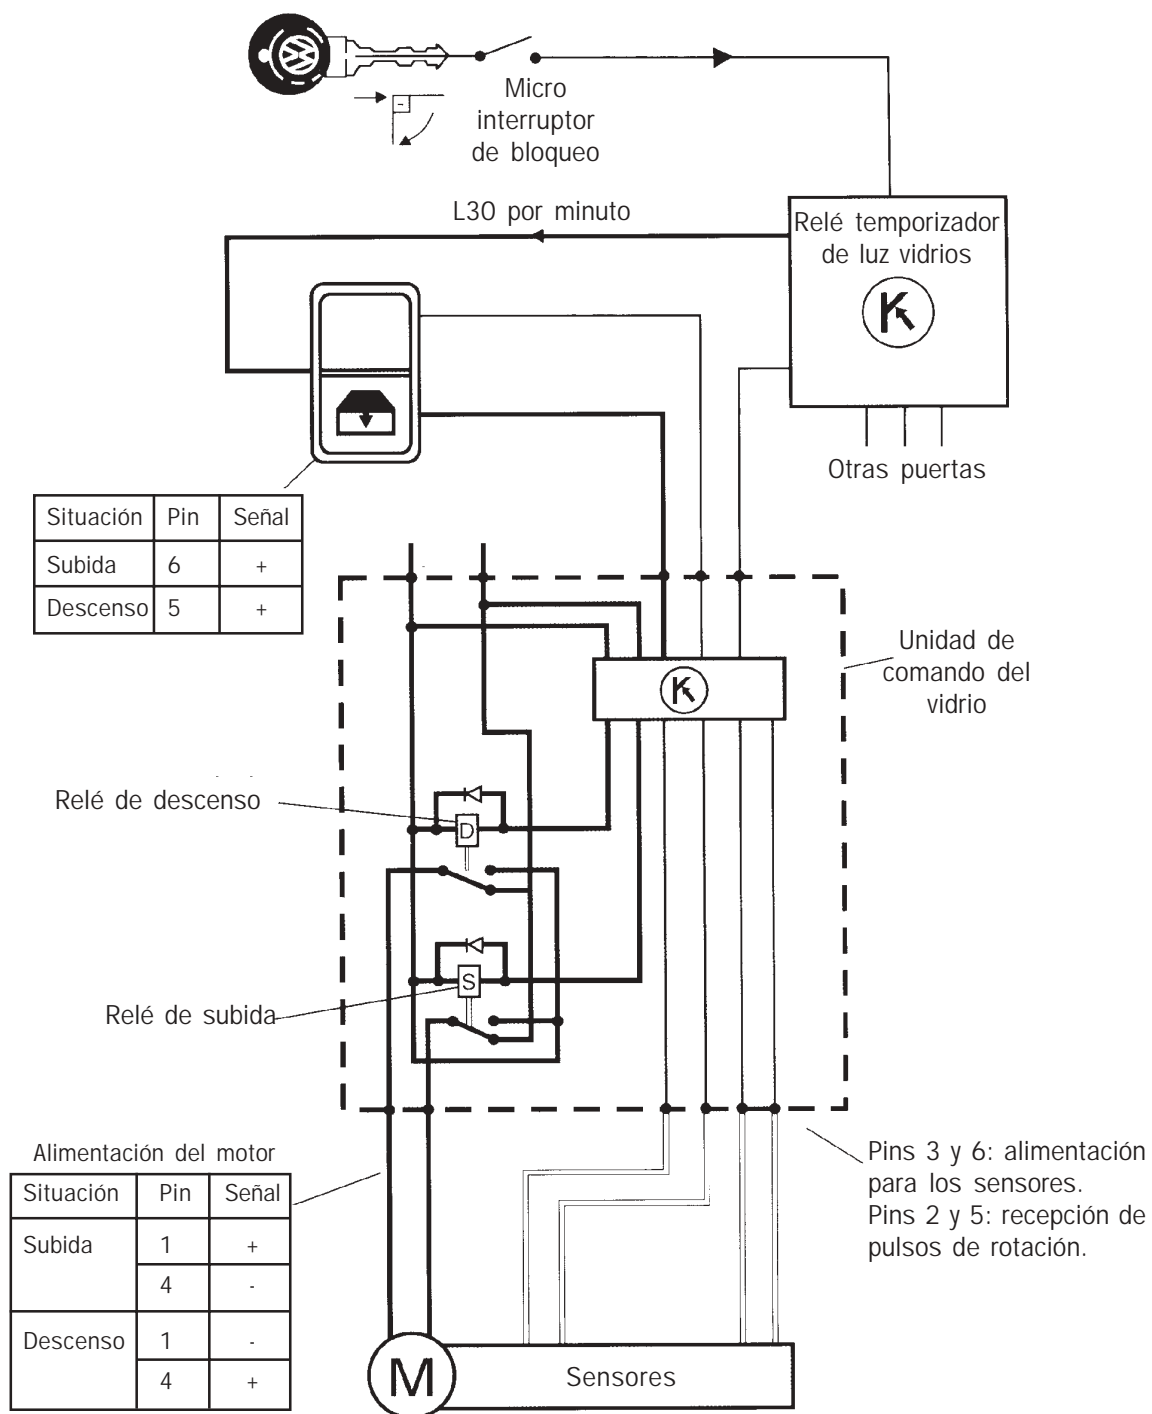 Micro
interruptor
de bloqueo
L30 por minuto
Relé temporizador
de luz vidrios
K
Otras puertas
Situación Pin Señal
Subida 6 +
Descenso 5 +
Unidad de
comando del
vidrio
K
Relé de descenso
D
Relé de subida
S
Alimentación del motor
Situación Pin Señal
Subida 1 +
4 -
Descenso 1 -
4 +
Pins 3 y 6: alimentación
para los sensores.
Pins 2 y 5: recepción de
pulsos de rotación.
M
Sensores